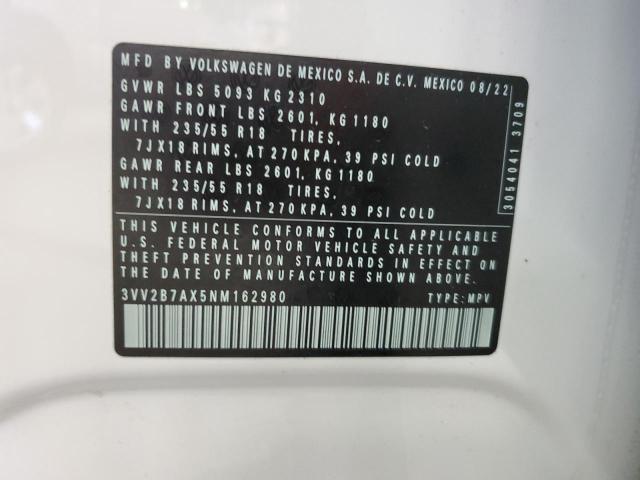 MFD BY VOLKSWAGEN DE MEXICO S.A. DE C.V. MEXICO 08/22
GVWR LBS 5093 KG 2310
GAWR FRONT LBS 2601, KG 1180
WITH 235/55 R18 TIRES,
7JX18 RIMS, AT 270 KPA, 39 PSI COLD
GAWR REAR LBS 2601, KG 1180
WITH 235/55 R18 TIRES,
7JX18 RIMS, AT 270 KPA, 39 PSI COLD
THIS VEHICLE CONFORMS TO ALL APPLICABLE
U.S. FEDERAL MOTOR VEHICLE SAFETY AND
THEFT PREVENTION STANDARDS IN EFFECT ON
THE DATE OF MANUFACTURE SHOWN ABOVE.
3VV2B7AX5NM162980 TYPE: MPV
3054041 3709